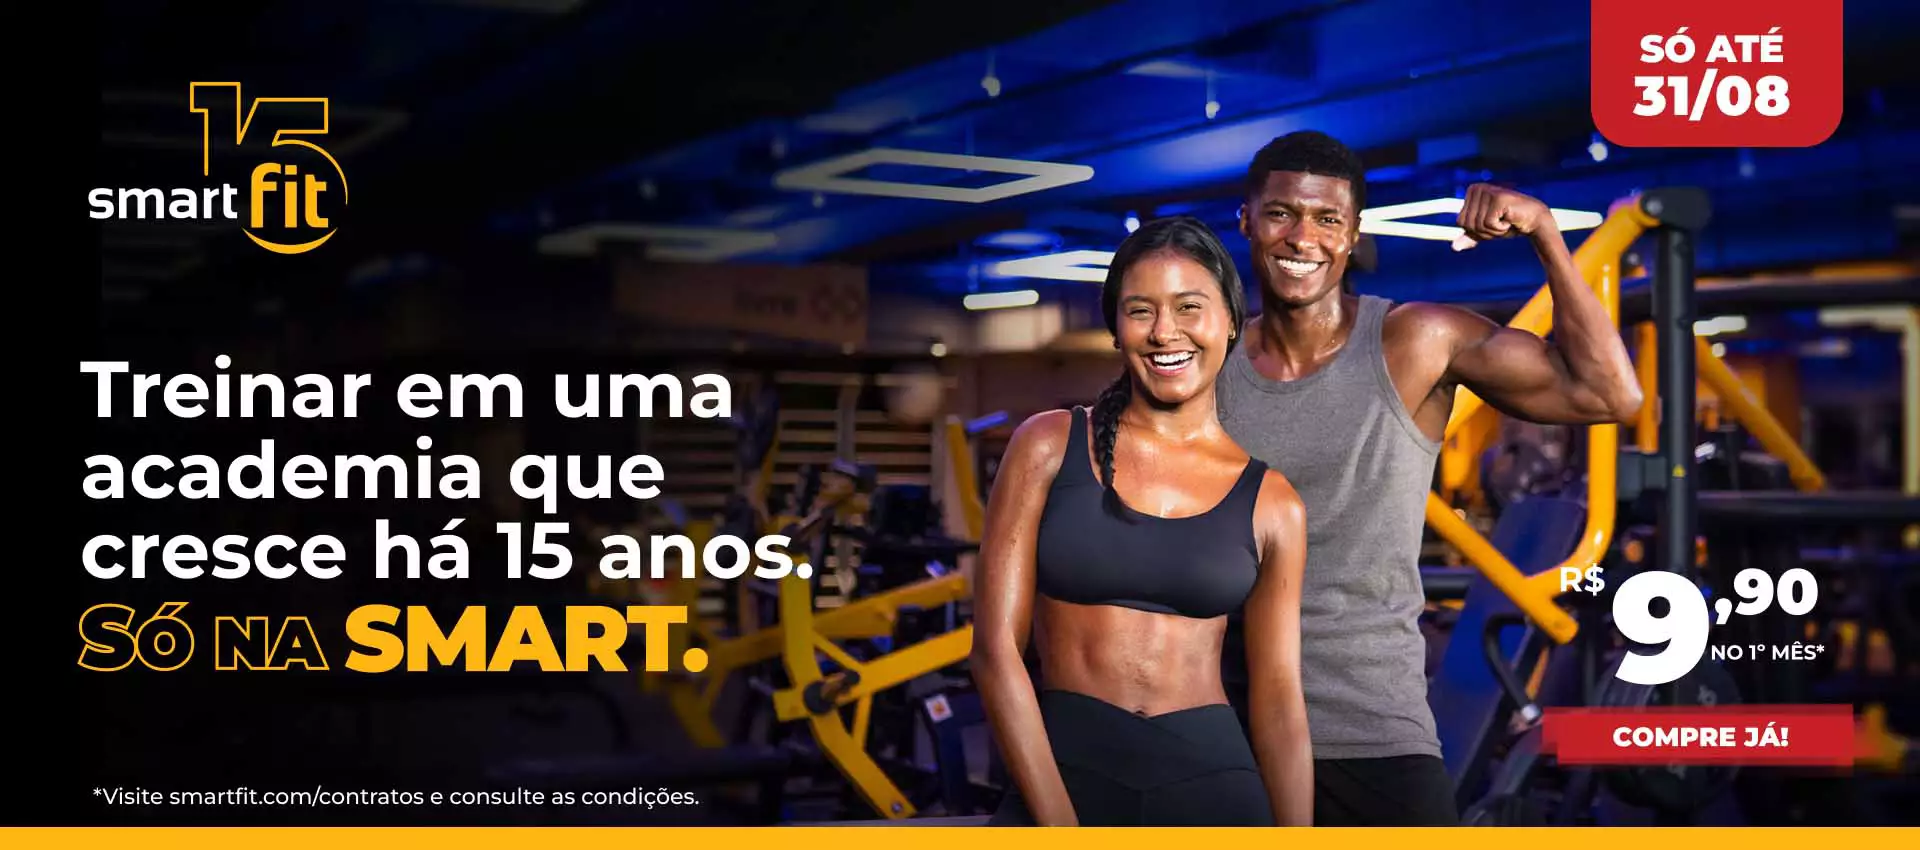 15
smart fit
SÓ ATÉ
31/08
Treinar em uma
academia que
cresce há 15 anos.
SÓ NA SMART.
R$ 9,90
NO 1º MÊS*
COMPRE JÁ!
*Visite smartfit.com/contratos e consulte as condições.
livre